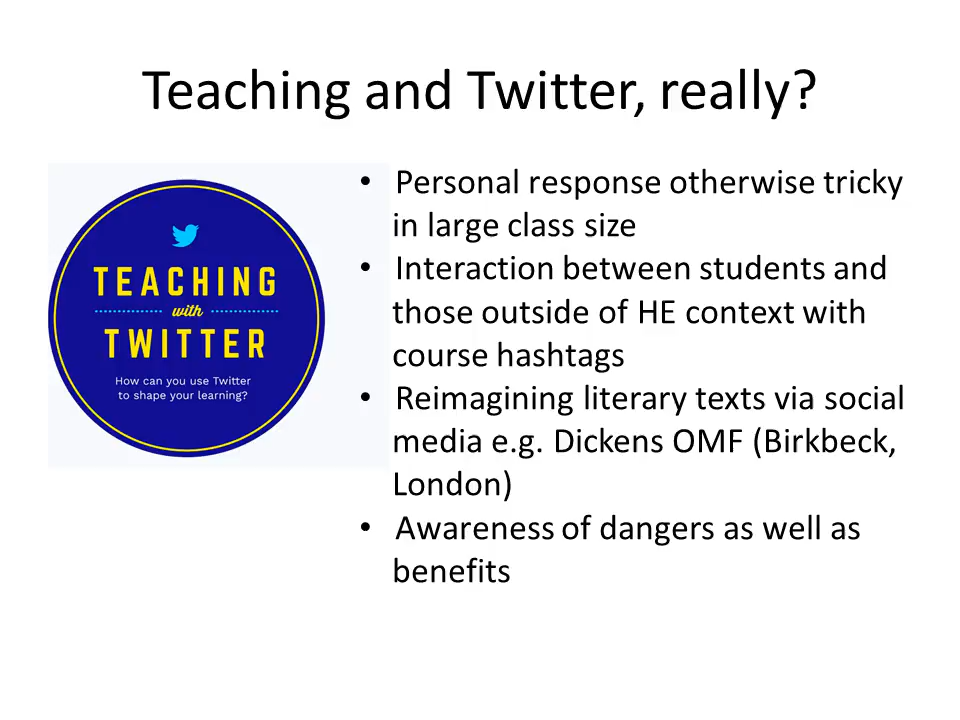 Teaching and Twitter, really?
TEACHING
with
TWITTER
How can you use Twitter
to shape your learning?
• Personal response otherwise tricky
in large class size
• Interaction between students and
those outside of HE context with
course hashtags
• Reimagining literary texts via social
media e.g. Dickens OMF (Birkbeck,
London)
• Awareness of dangers as well as
benefits